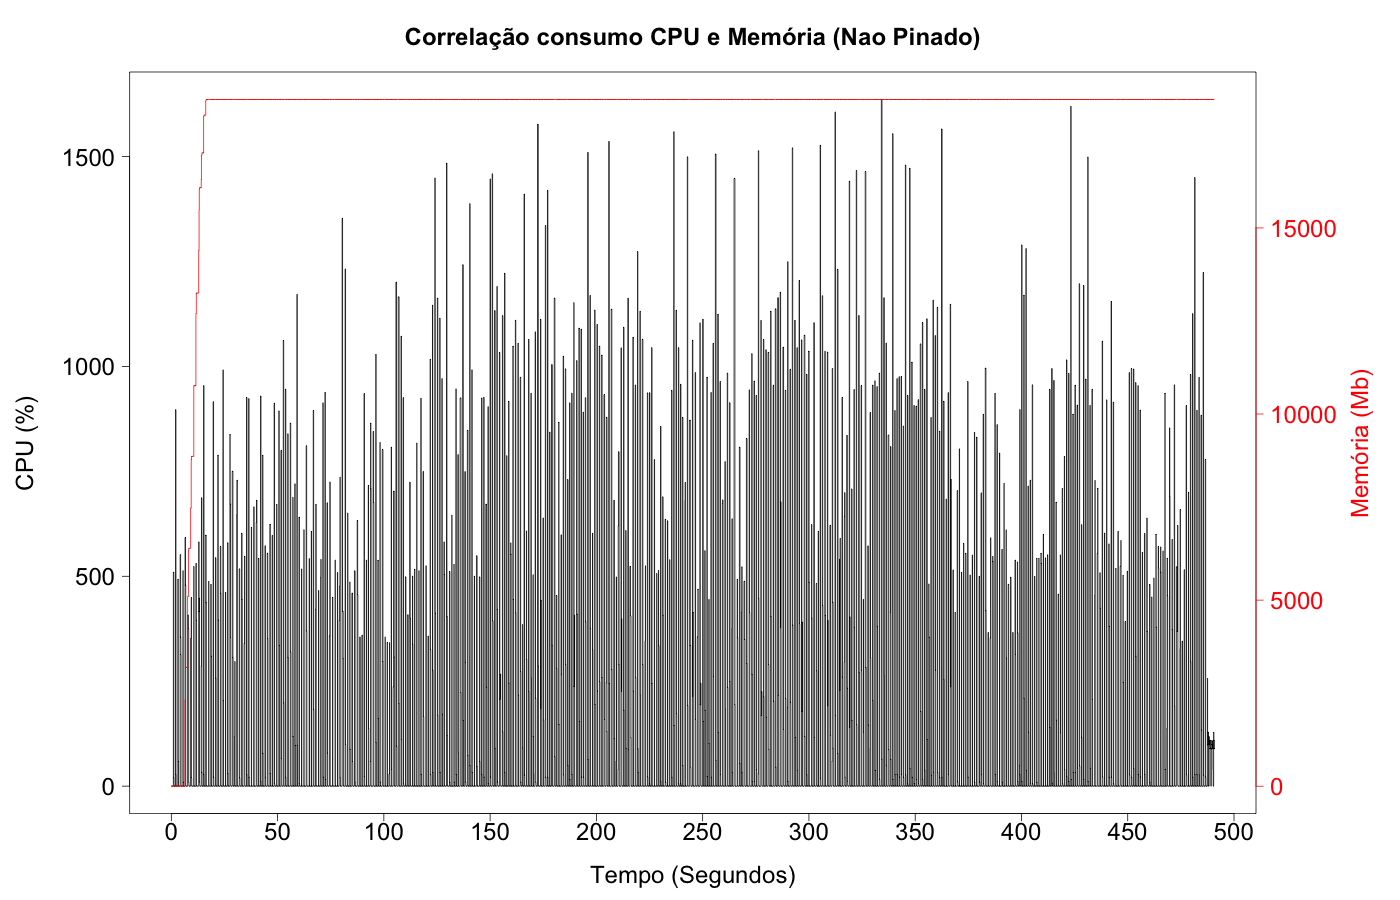 Correlação consumo CPU e Memória (Nao Pinado)
CPU (%)
1500
1000
500
0
15000
10000
5000
0
Memória (Mb)
0 50 100 150 200 250 300 350 400 450 500
Tempo (Segundos)